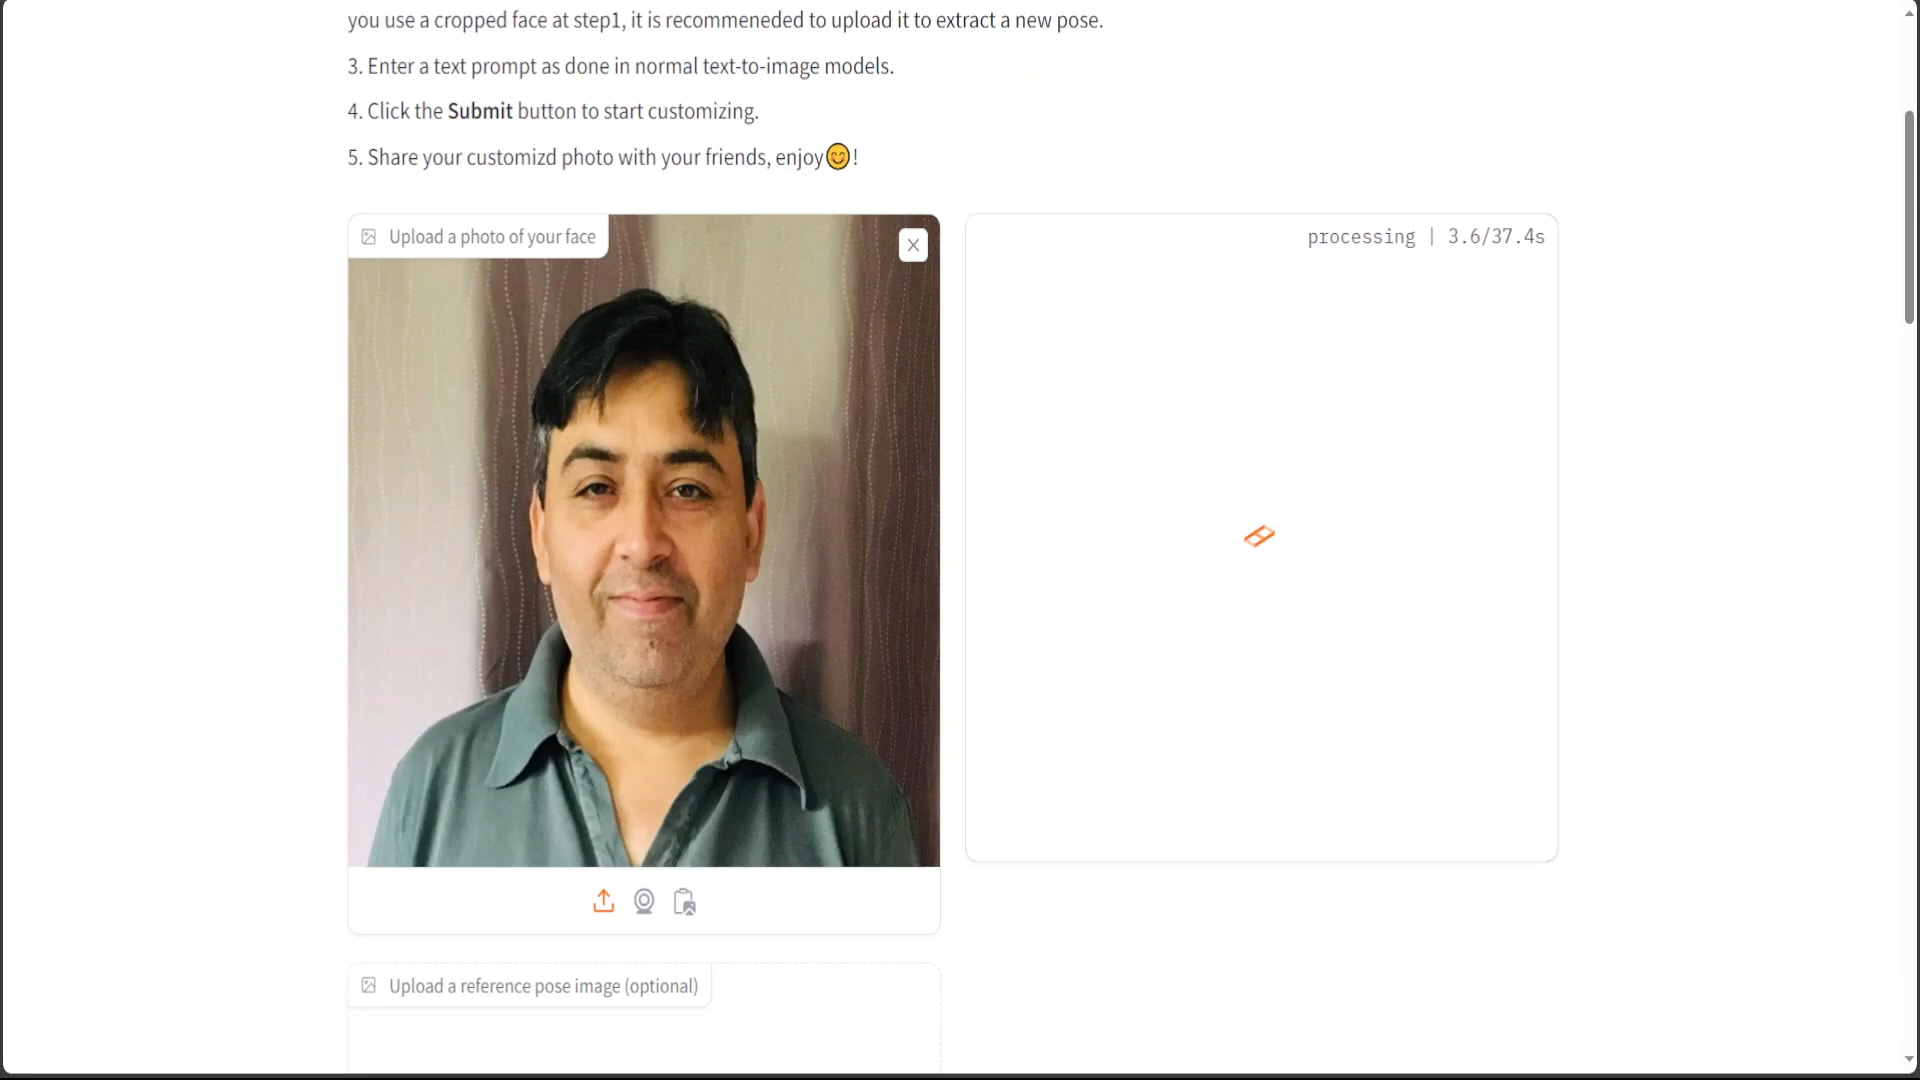 you use a cropped face at step1, it is recommeneded to upload it to extract a new pose.
3. Enter a text prompt as done in normal text-to-image models.
4. Click the Submit button to start customizing.
5. Share your customizd photo with your friends, enjoy😊!
Upload a photo of your face
processing | 3.6/37.4s
Upload a reference pose image (optional)